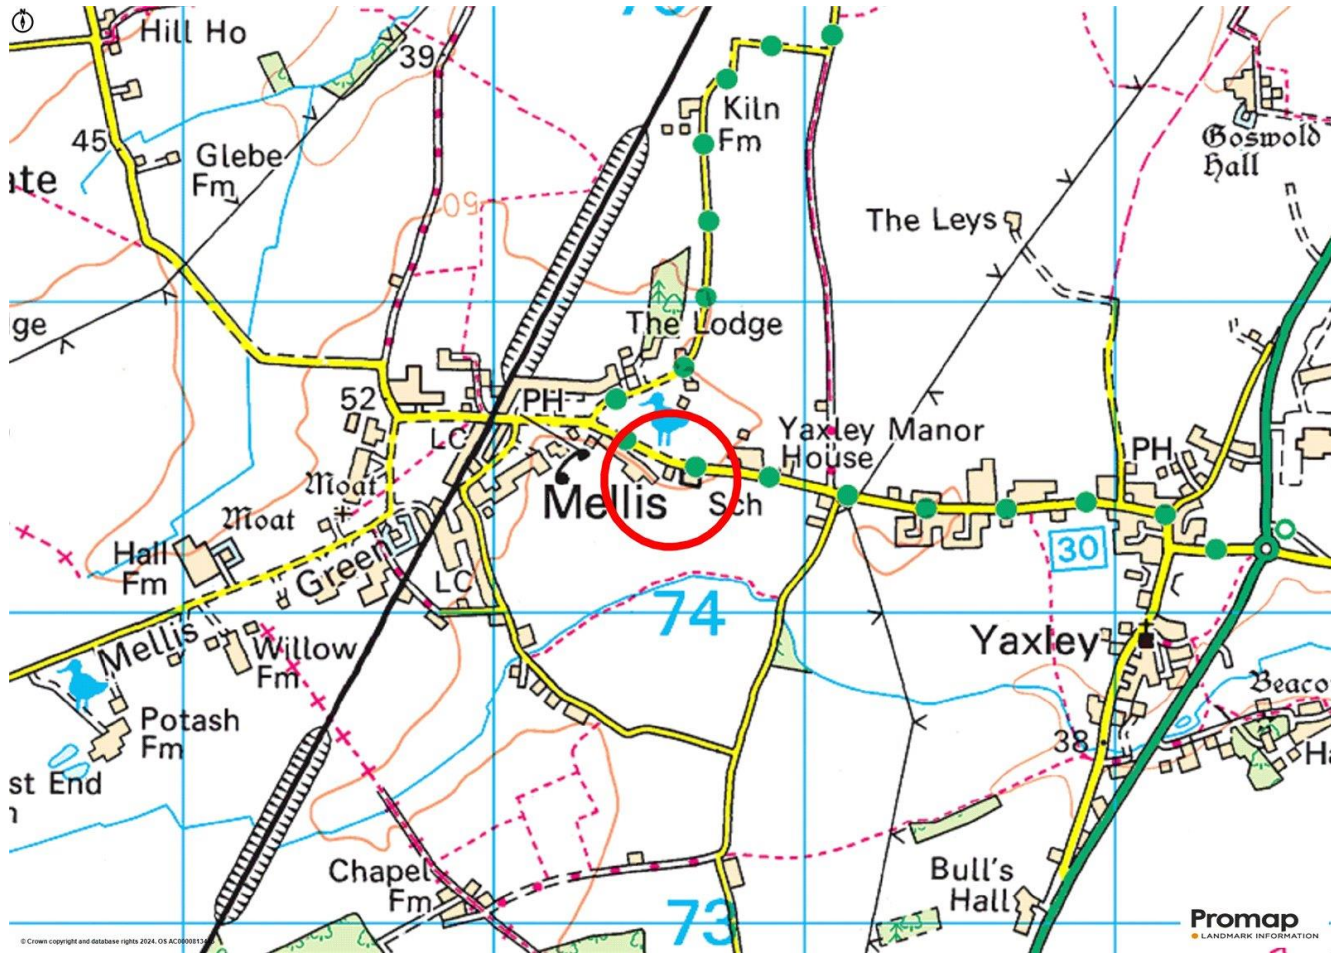 Hill Ho
39
Kiln
Fm
45
Glebe
Fm
ate
Goswold
Hall
The Leys
50
ge
The Lodge
52
PH
LC
Yaxley Manor
House
PH
Moat
Mellis
Sch
Moat
30
Hall
Fm
Green
LC
74
Mellis
Willow
Fm
Yaxley
Beaco
Potash
Fm
38
st End
Ha
Chapel
Fm
Bull's
Hall
73
Promap
LANDMARK INFORMATION